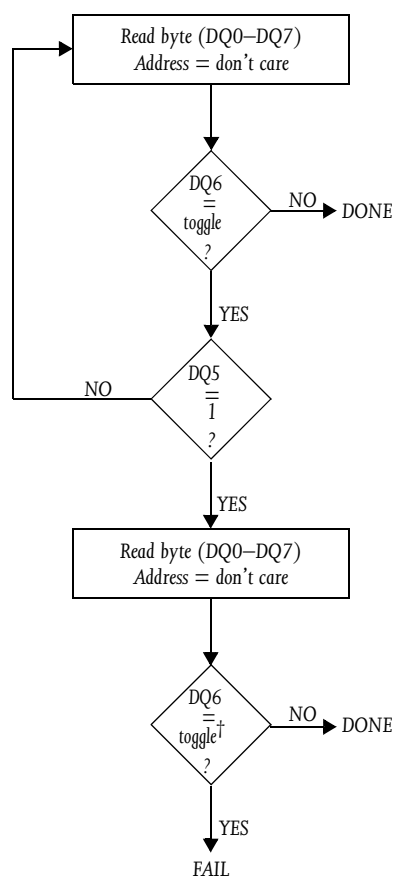 Read byte (DQ0–DQ7)
Address = don't care
DQ6
=
toggle
?
NO
DONE
YES
DQ5
=
1
?
NO
YES
Read byte (DQ0–DQ7)
Address = don't care
DQ6
=
toggle†
?
NO
DONE
YES
FAIL